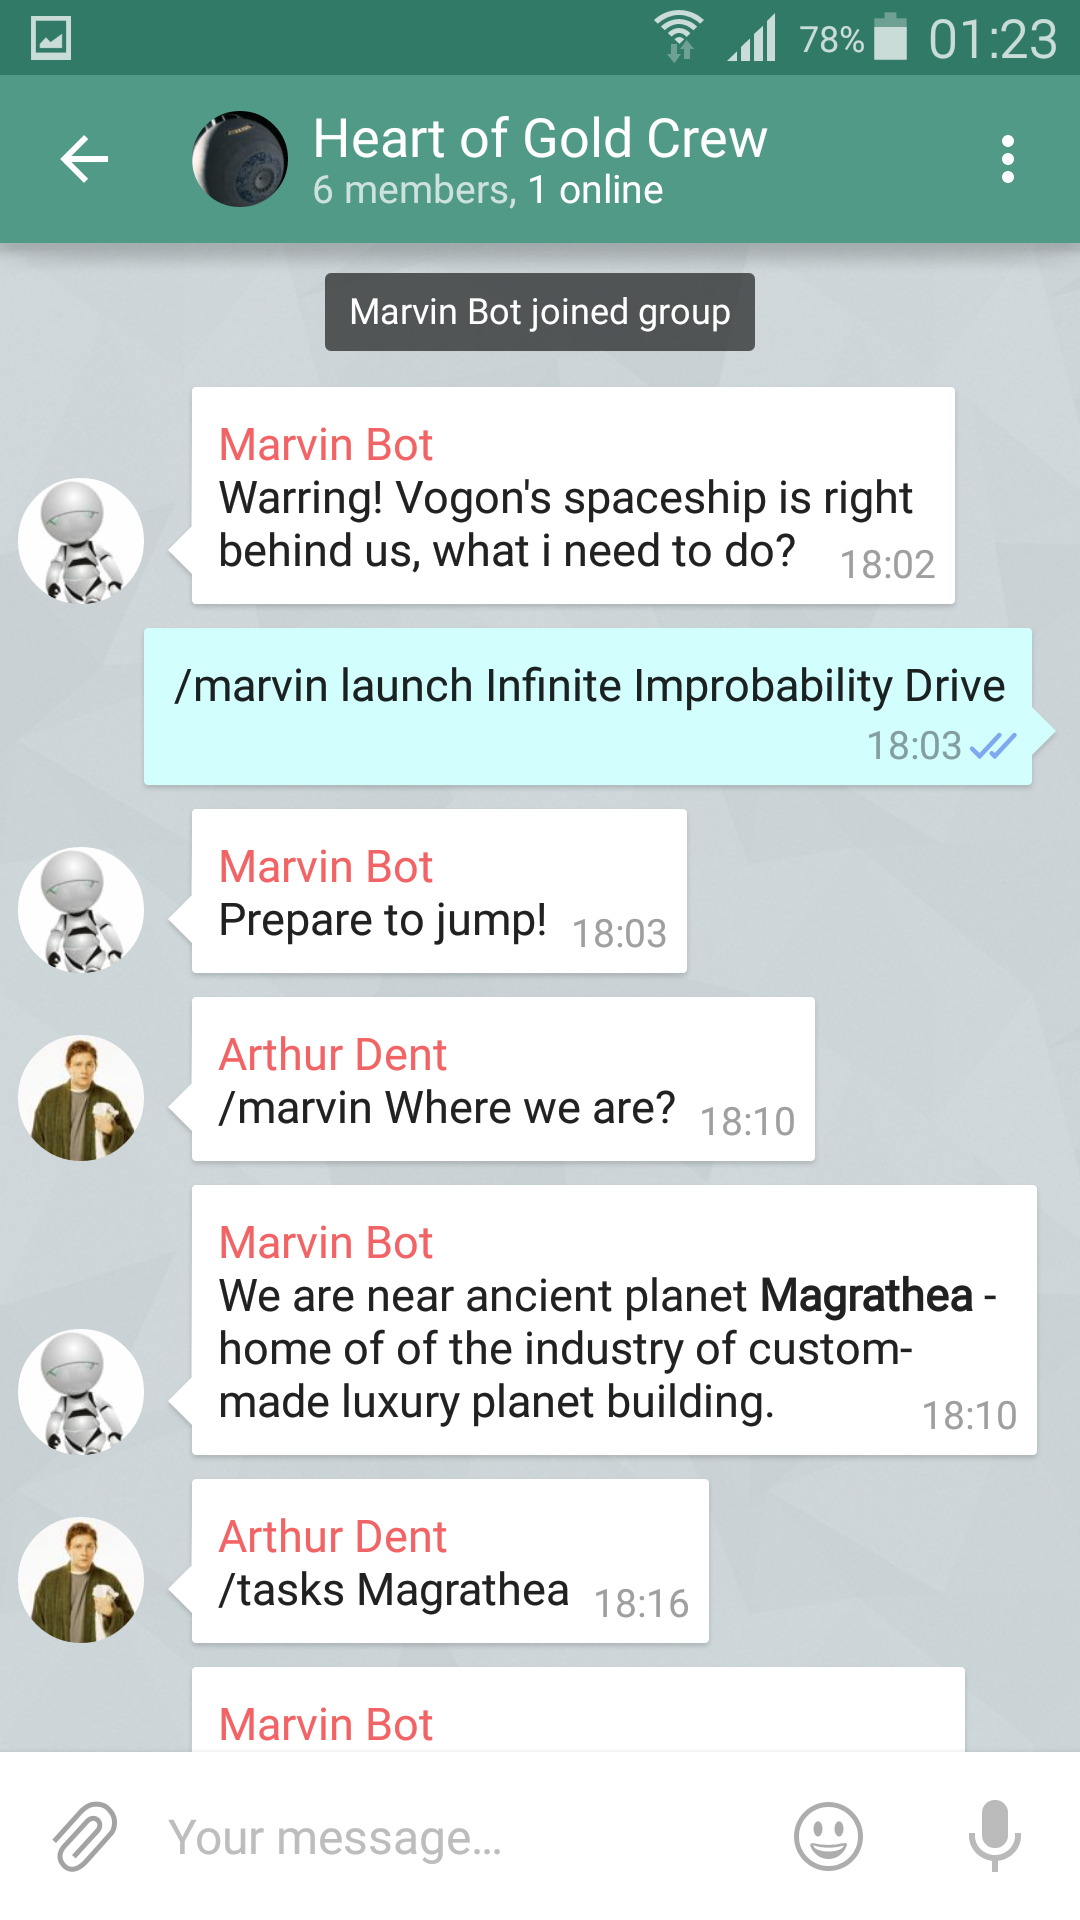 78% 01:23
Heart of Gold Crew
6 members, 1 online
Marvin Bot joined group
Marvin Bot
Warring! Vogon's spaceship is right
behind us, what i need to do? 18:02
/marvin launch Infinite Improbability Drive
18:03
Marvin Bot
Prepare to jump! 18:03
Arthur Dent
/marvin Where we are? 18:10
Marvin Bot
We are near ancient planet Magrathea -
home of of the industry of custom-
made luxury planet building. 18:10
Arthur Dent
/tasks Magrathea 18:16
Marvin Bot
Your message...